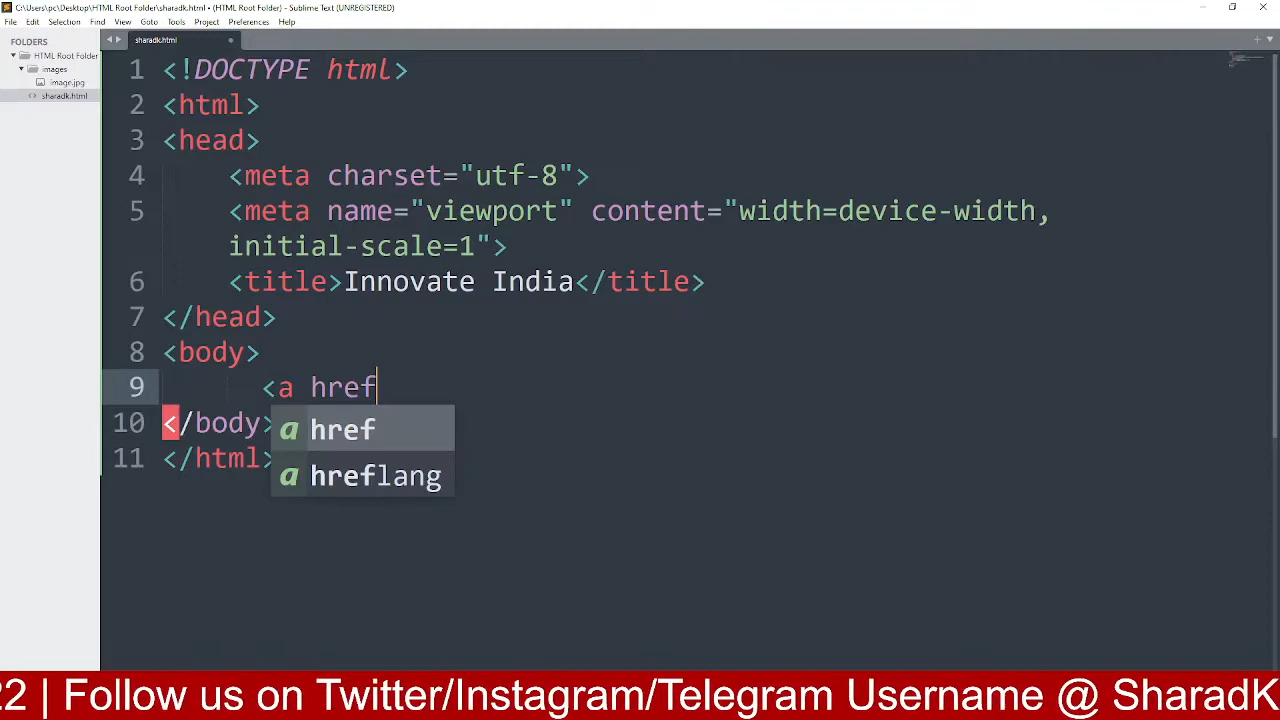 C:\Users\pc\Desktop\HTML Root Folder\sharadk.html • (HTML Root Folder) - Sublime Text (UNREGISTERED)
File Edit Selection Find View Goto Tools Project Preferences Help
FOLDERS
HTML Root Folder
images
image.jpg
sharadk.html
sharadk.html
1 <!DOCTYPE html>
2 <html>
3 <head>
4 <meta charset="utf-8">
5 <meta name="viewport" content="width=device-width,
initial-scale=1">
6 <title>Innovate India</title>
7 </head>
8 <body>
9 <a href
10 </body>
a href
a hreflang
11 </html>
22 | Follow us on Twitter/Instagram/Telegram Username @ SharadK